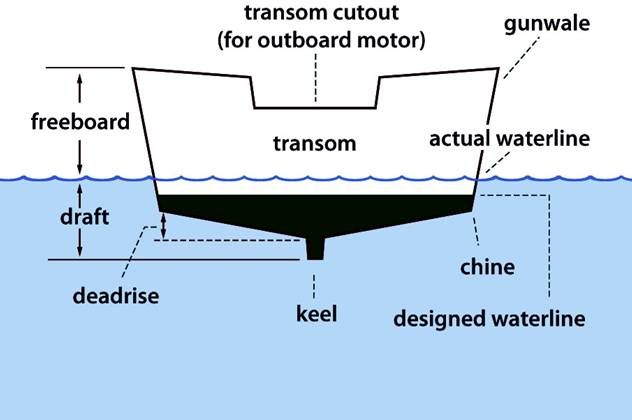 transom cutout
(for outboard motor)
gunwale
freeboard
transom
actual waterline
draft
chine
deadrise
keel
designed waterline